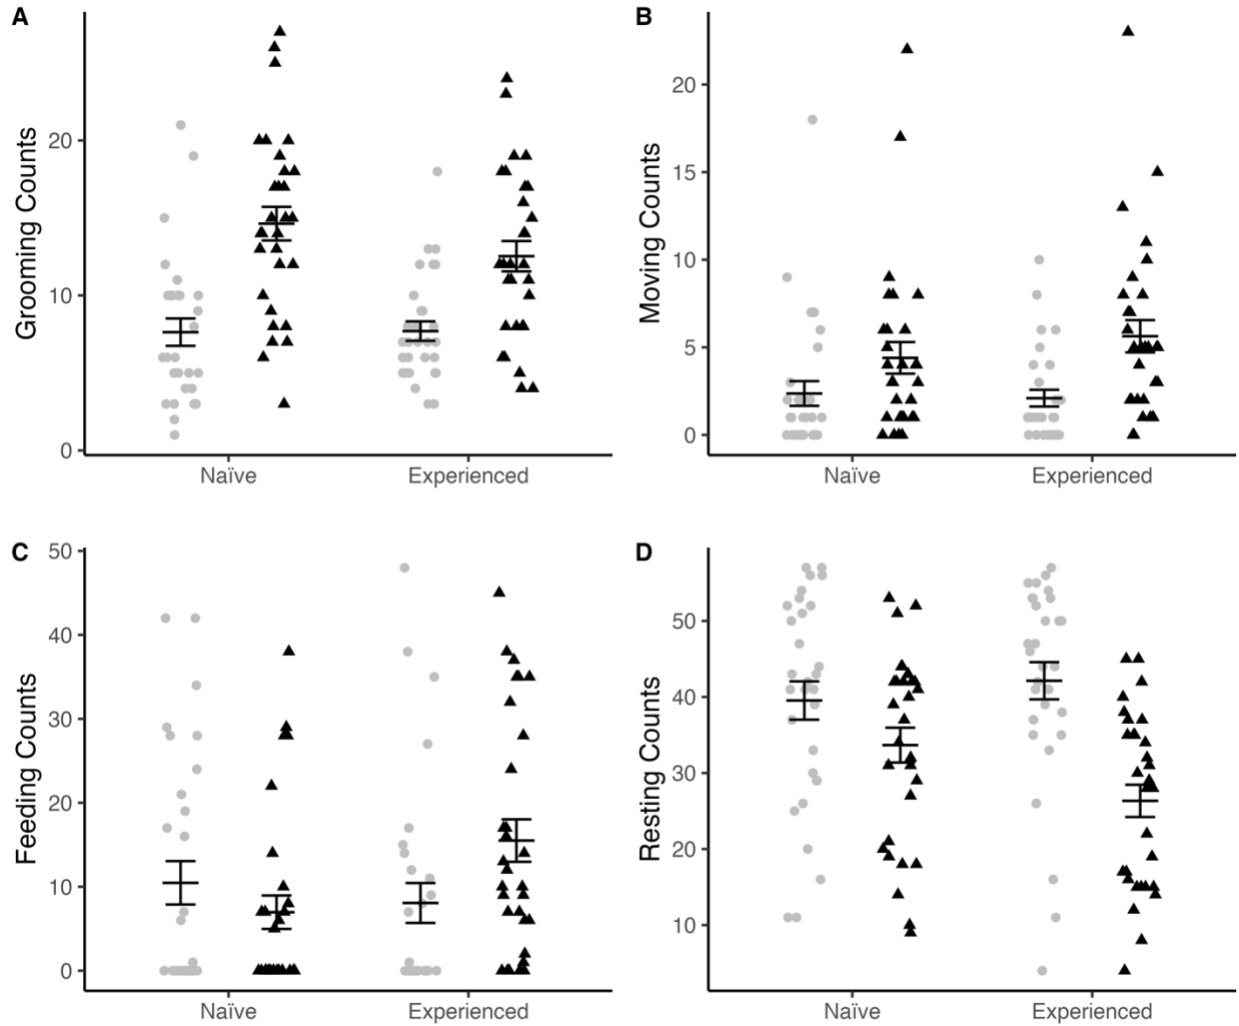 A
Grooming Counts
20
10
0
Naïve
Experienced
B
Moving Counts
20
15
10
5
0
Naïve
Experienced
C
Feeding Counts
50
40
30
20
10
0
Naïve
Experienced
D
Resting Counts
50
40
30
20
10
Naïve
Experienced